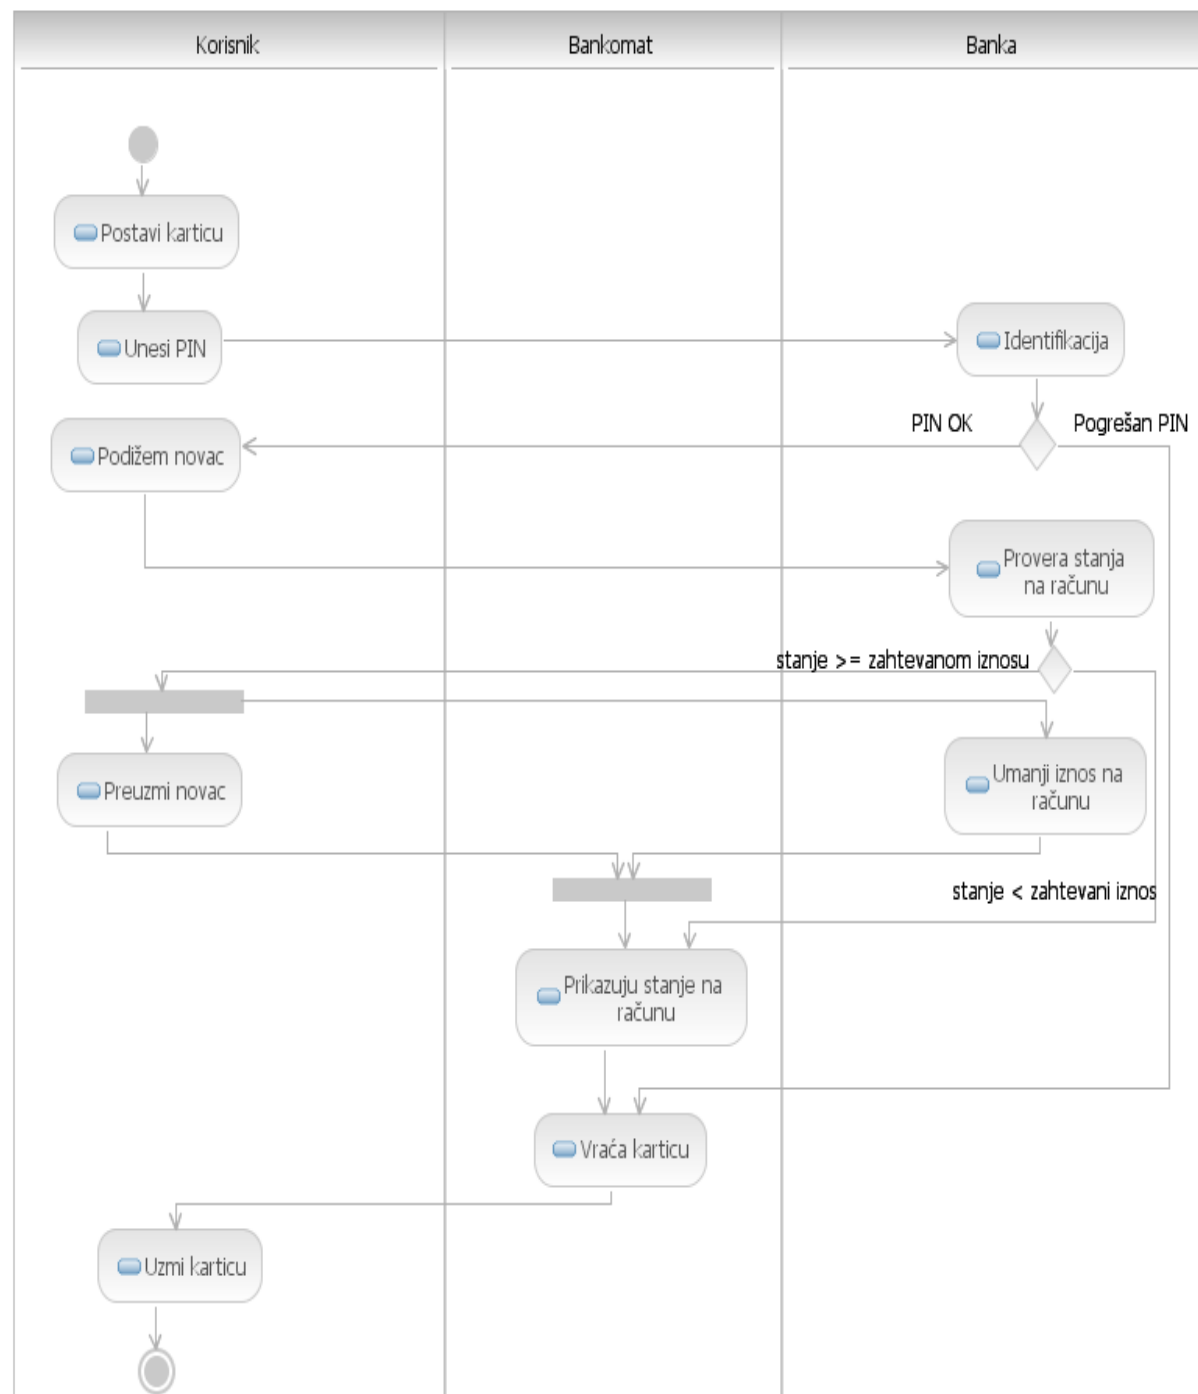 Korisnik
Bankomat
Banka
Postavi karticu
Unesi PIN
Identifikacija
PIN OK
Pogrešan PIN
Podižem novac
Provera stanja
na računu
stanje >= zahtevanom iznosu
Preuzmi novac
Umanji iznos na
računu
stanje < zahtevani iznos
Prikazuju stanje na
računu
Vraća karticu
Uzmi karticu